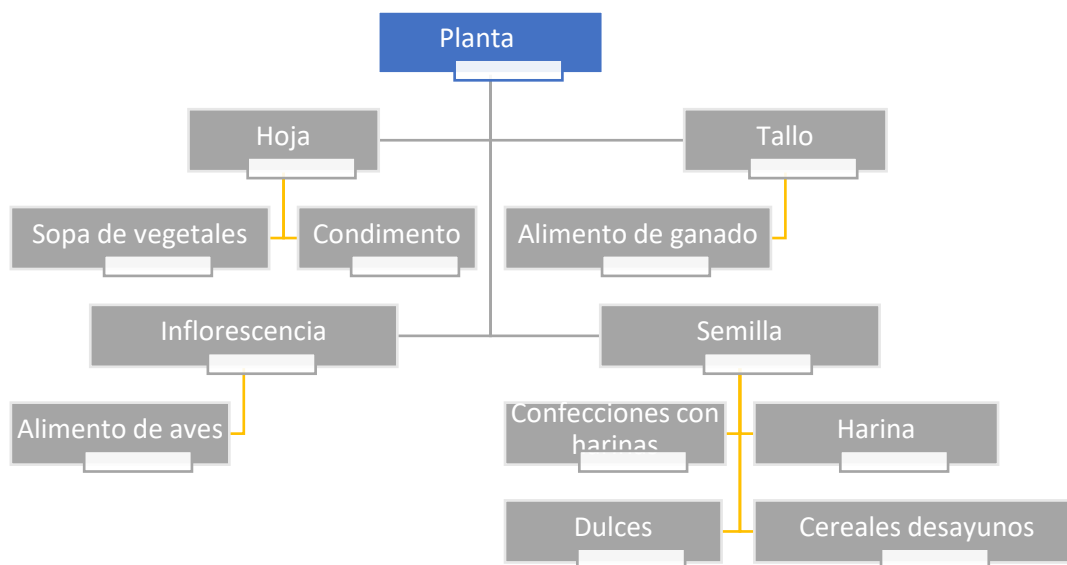 Planta
Hoja
Tallo
Sopa de vegetales
Condimento
Alimento de ganado
Inflorescencia
Semilla
Alimento de aves
Confecciones con
harinas
Harina
Dulces
Cereales desayunos